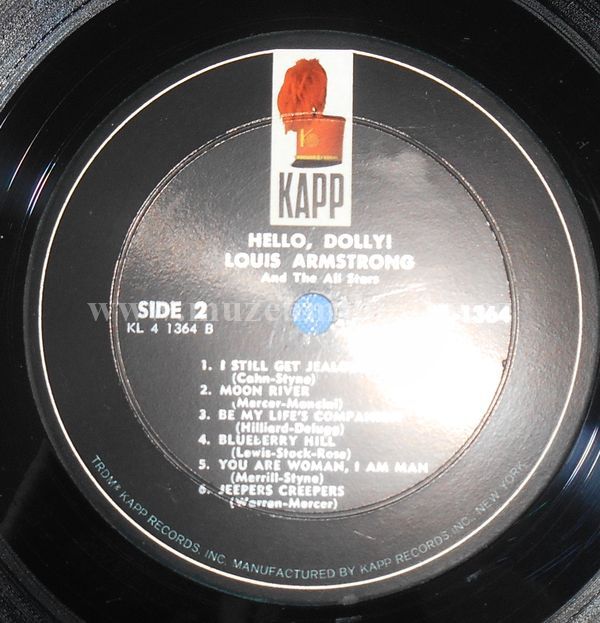 KAPP
HELLO, DOLLY!
LOUIS ARMSTRONG
And The All Stars
SIDE 2
KL 4 1364 B
1364
1. I STILL GET
(Cahn-Styne)
2. MOON RIVER
(Mercer-Mancini)
3. BE MY LIFE'S
(Hilliard-Delugg)
4. BLUEBERRY HILL
(Lewis-Stock-Rose)
5. YOU ARE WOMAN, I AM MAN
(Merrill-Styne)
6. JEEPERS CREEPERS
(Warren-Mercer)
TRDM* KAPP RECORDS, INC. MANUFACTURED BY KAPP RECORDS, INC., NEW YORK